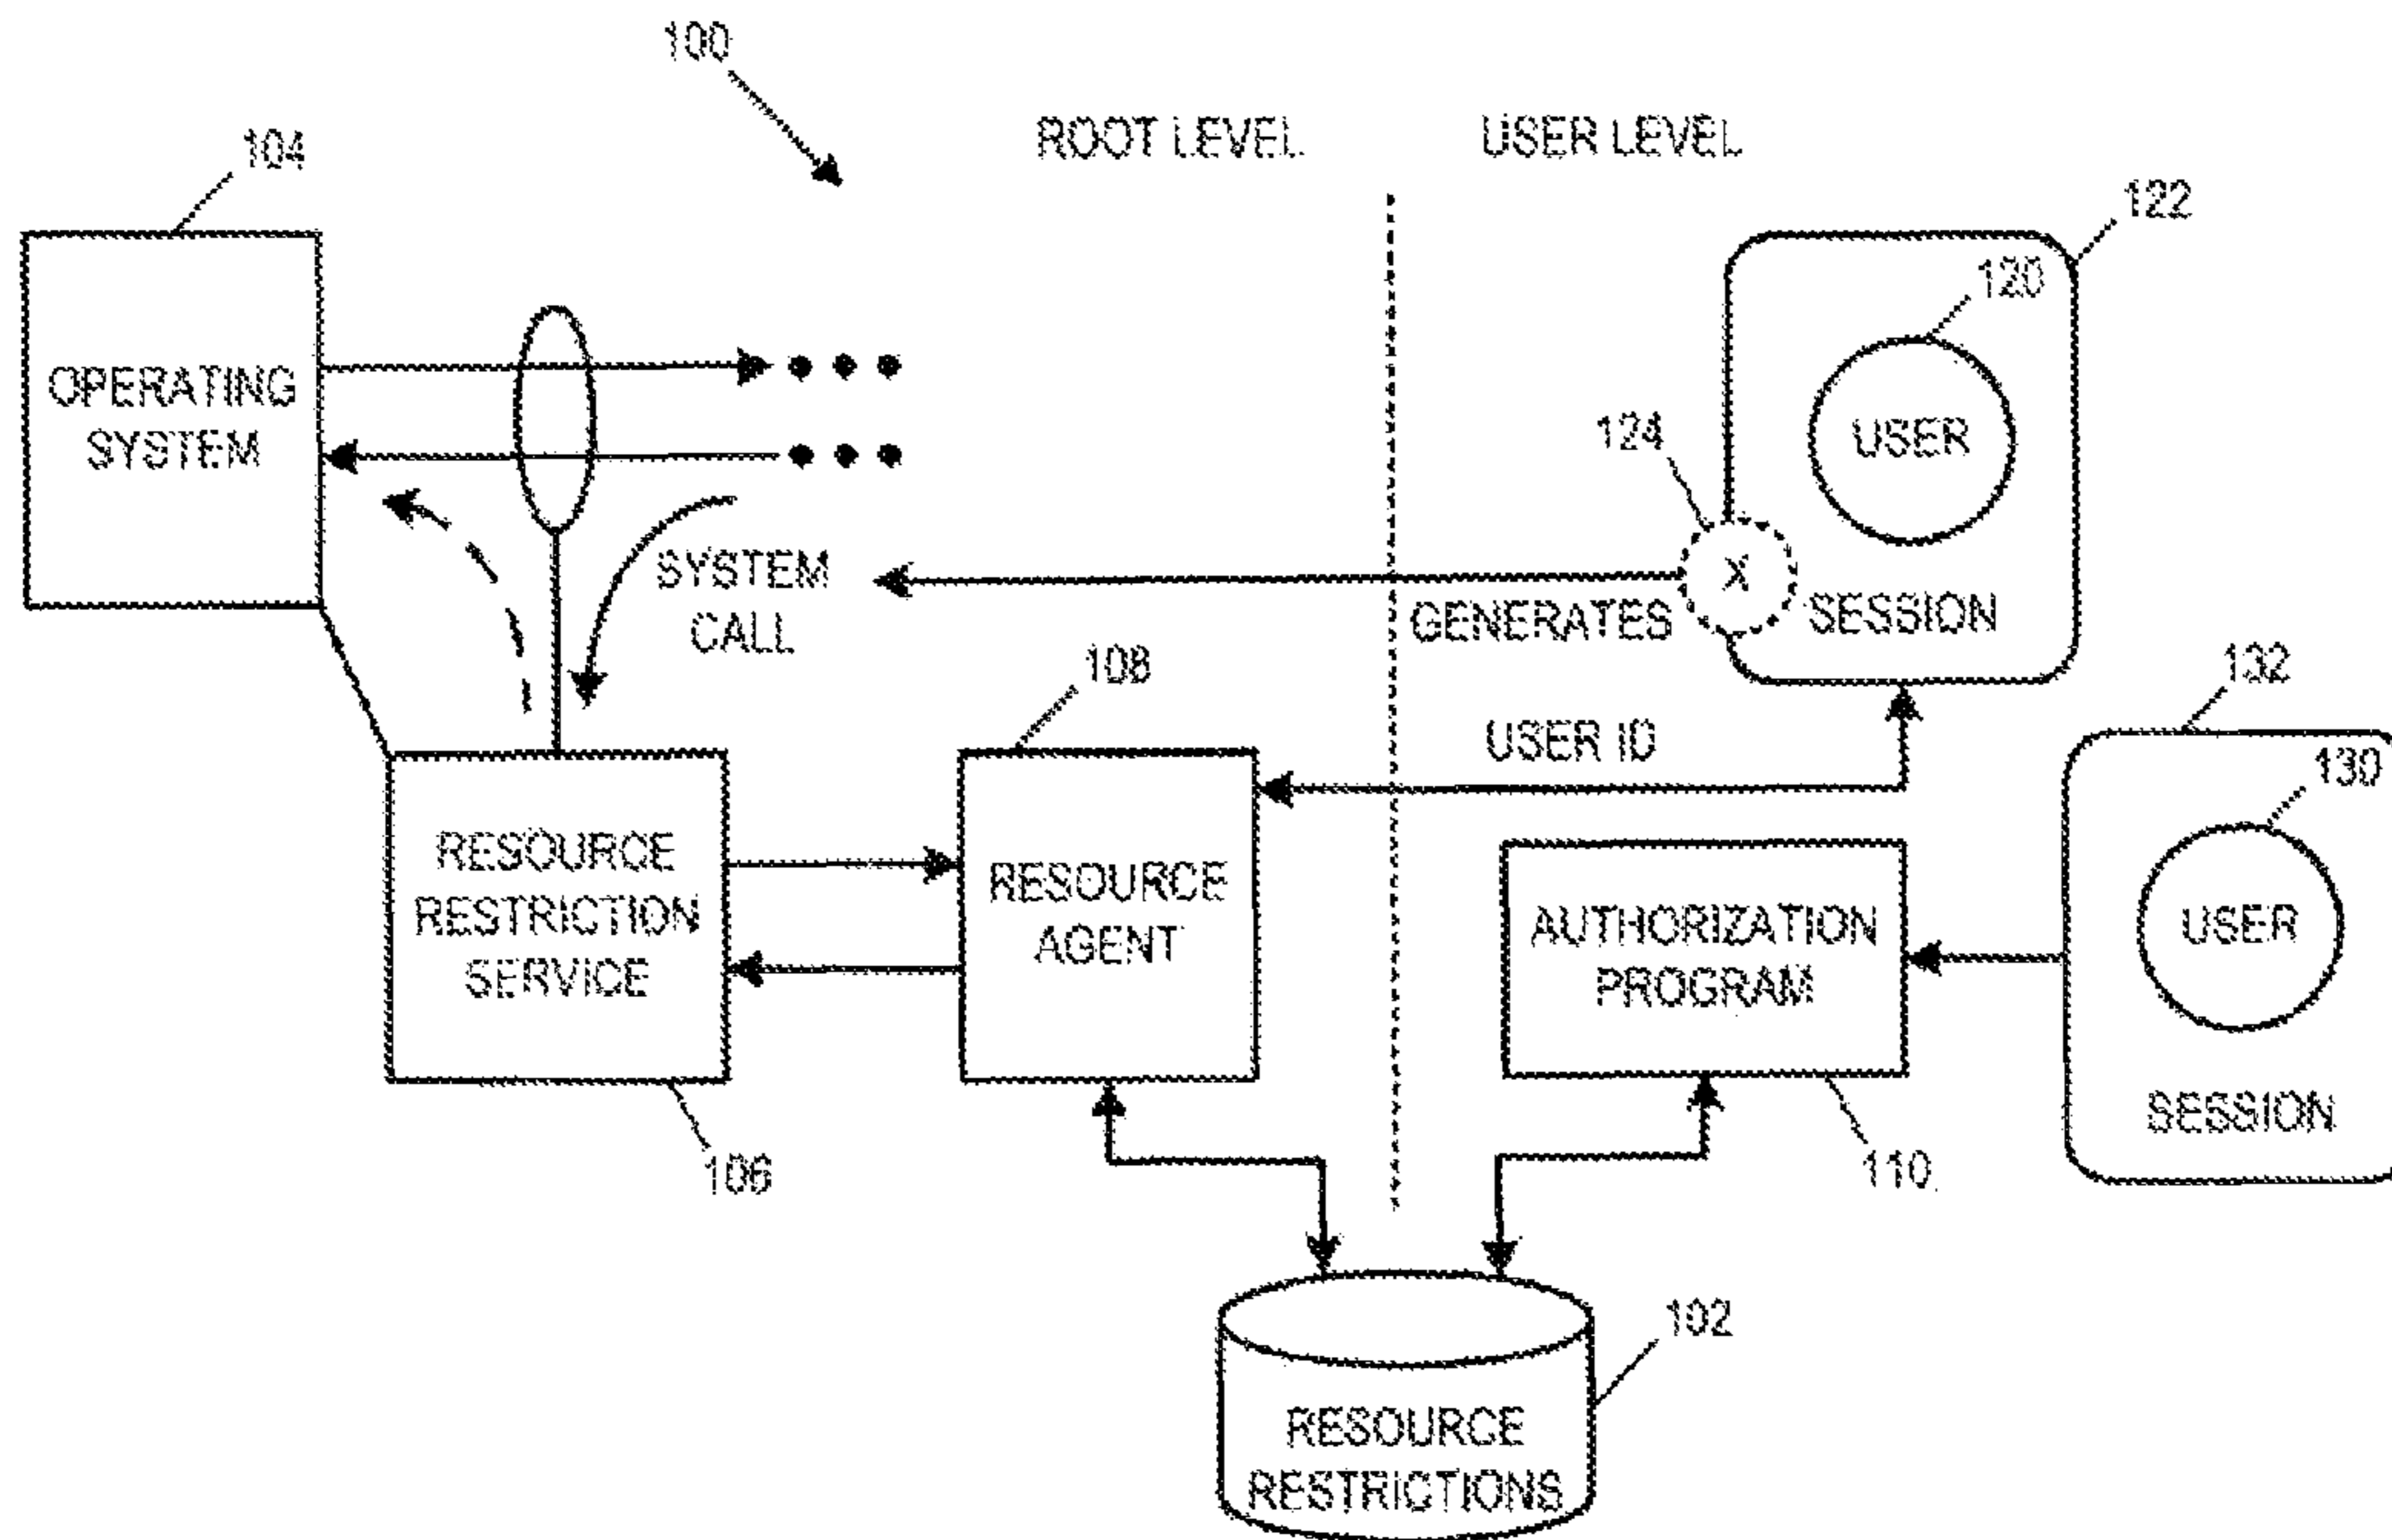 100
ROOT LEVEL
USER LEVEL
104
122
120
OPERATING
SYSTEM
USER
124
X
SYSTEM
CALL
GENERATES
SESSION
108
132
USER ID
130
RESOURCE
RESTRICTION
SERVICE
RESOURCE
AGENT
AUTHORIZATION
PROGRAM
USER
SESSION
106
110
102
RESOURCE
RESTRICTIONS